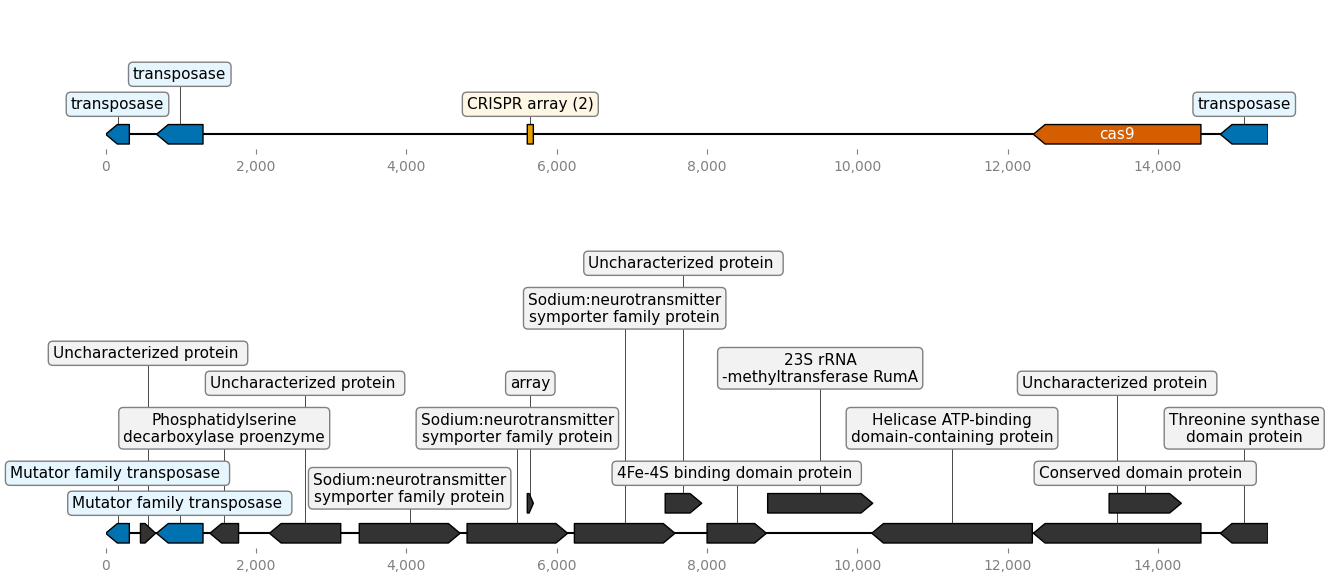 transposase
transposase
CRISPR array (2)
transposase
cas9
0
2,000
4,000
6,000
8,000
10,000
12,000
14,000
Uncharacterized protein
Sodium:neurotransmitter
symporter family protein
Uncharacterized protein
23S rRNA
-methyltransferase RumA
Uncharacterized protein
array
Uncharacterized protein
Phosphatidylserine
decarboxylase proenzyme
Sodium:neurotransmitter
symporter family protein
Helicase ATP-binding
domain-containing protein
Threonine synthase
domain protein
Mutator family transposase
Sodium:neurotransmitter
symporter family protein
4Fe-4S binding domain protein
Conserved domain protein
Mutator family transposase
0
2,000
4,000
6,000
8,000
10,000
12,000
14,000